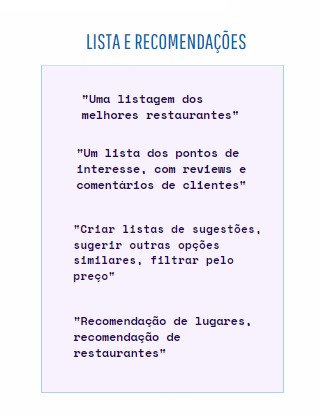 LISTA E RECOMENDAÇÕES
"Uma listagem dos
melhores restaurantes"
"Um lista dos pontos de
interesse, com reviews e
comentários de clientes"
"Criar listas de sugestões,
sugerir outras opções
similares, filtrar pelo
preço"
"Recomendação de lugares,
recomendação de
restaurantes"